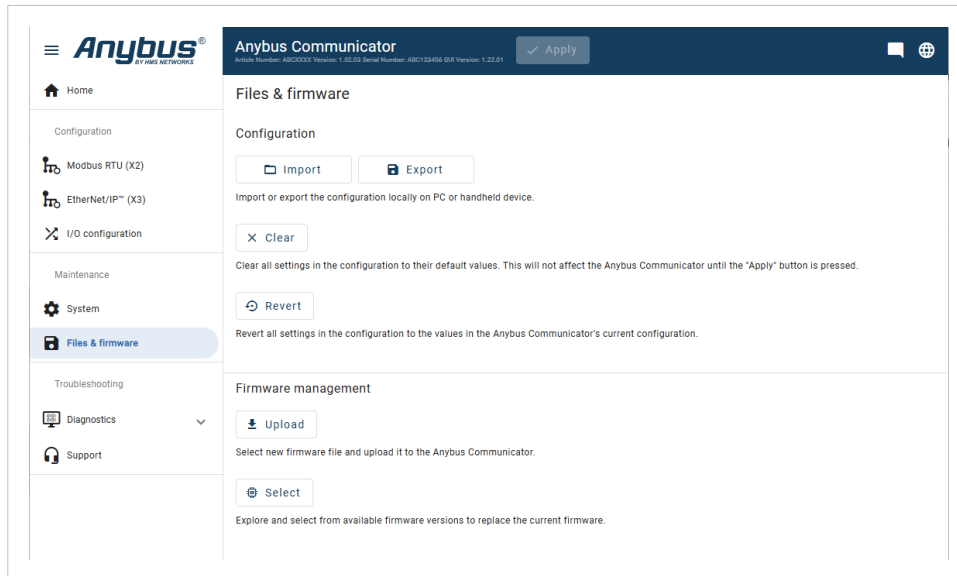 Anybus®
BY HMS NETWORKS
Anybus Communicator
Article Number: ABCXXXX Version: 1.02.03 Serial Number: ABC123456 GUI Version: 1.22.01
Apply
Home
Configuration
Modbus RTU (X2)
EtherNet/IP™ (X3)
I/O configuration
Maintenance
System
Files & firmware
Troubleshooting
Diagnostics
Support
Files & firmware
Configuration
Import
Export
Import or export the configuration locally on PC or handheld device.
Clear
Clear all settings in the configuration to their default values. This will not affect the Anybus Communicator until the "Apply" button is pressed.
Revert
Revert all settings in the configuration to the values in the Anybus Communicator's current configuration.
Firmware management
Upload
Select new firmware file and upload it to the Anybus Communicator.
Select
Explore and select from available firmware versions to replace the current firmware.